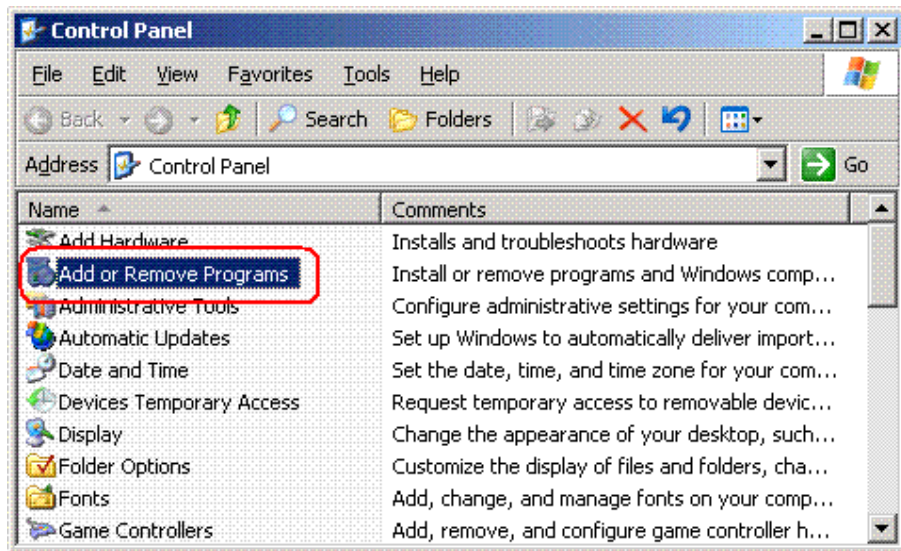 Control Panel
File Edit View Favorites Tools Help
Back Search Folders
Address Control Panel Go
Name Comments
Add Hardware Installs and troubleshoots hardware
Add or Remove Programs Install or remove programs and Windows comp...
Administrative Tools Configure administrative settings for your com...
Automatic Updates Set up Windows to automatically deliver import...
Date and Time Set the date, time, and time zone for your com...
Devices Temporary Access Request temporary access to removable devic...
Display Change the appearance of your desktop, such...
Folder Options Customize the display of files and folders, cha...
Fonts Add, change, and manage fonts on your comp...
Game Controllers Add, remove, and configure game controller h...